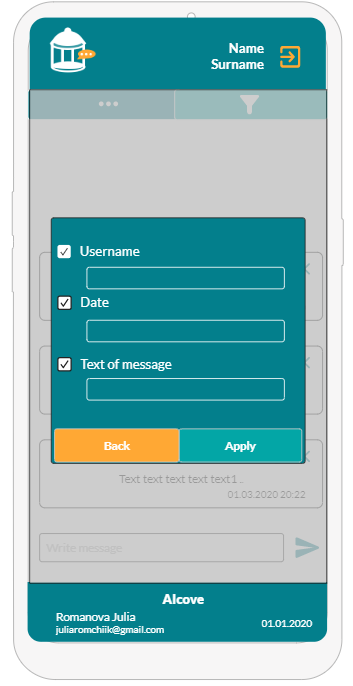 Name
Surname
Username
Date
Text of message
Back
Apply
Text text text text text1 .
01.03.2020 20:22
Write message
Alcove
Romanova Julia
juliaromchiik@gmail.com
01.01.2020